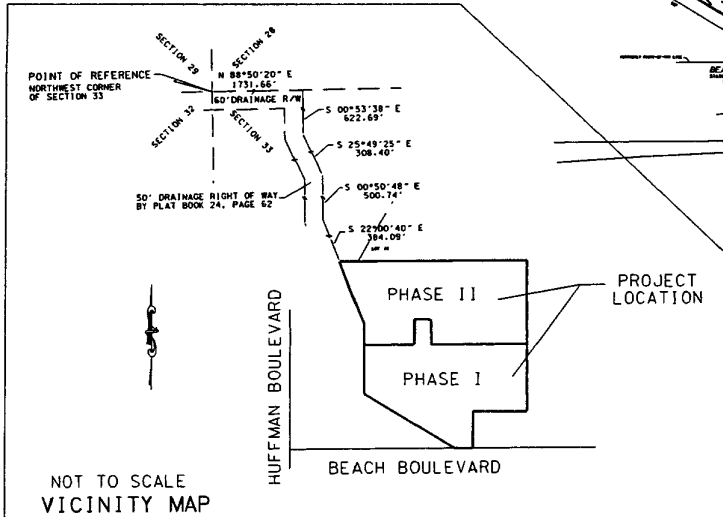 SECTION 29
SECTION 28
POINT OF REFERENCE
NORTHWEST CORNER
OF SECTION 33
N 88°50'20" E
1731.66'
60' DRAINAGE R/W
SECTION 32
SECTION 33
S 00°53'38" E
622.69'
S 25°49'25" E
308.40'
50' DRAINAGE RIGHT OF WAY
BY PLAT BOOK 24, PAGE 62
S 00°50'48" E
500.74'
S 22°00'40" E
384.09'
PHASE II
PROJECT
LOCATION
PHASE I
HUFFMAN BOULEVARD
BEACH BOULEVARD
NOT TO SCALE
VICINITY MAP